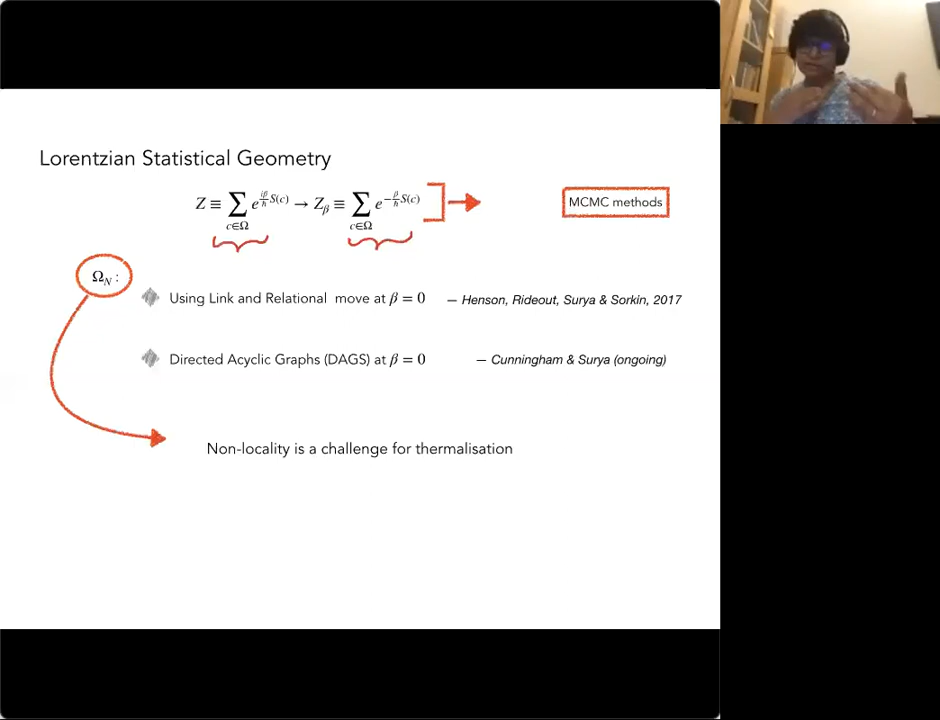 Lorentzian Statistical Geometry
Z ≡ ∑_{c∈Ω} e^{\frac{iβ}{ħ}S(c)} → Z_β ≡ ∑_{c∈Ω} e^{-\frac{β}{ħ}S(c)} MCMC methods
Ω_N :
Using Link and Relational move at β = 0 — Henson, Rideout, Surya & Sorkin, 2017
Directed Acyclic Graphs (DAGS) at β = 0 — Cunningham & Surya (ongoing)
Non-locality is a challenge for thermalisation